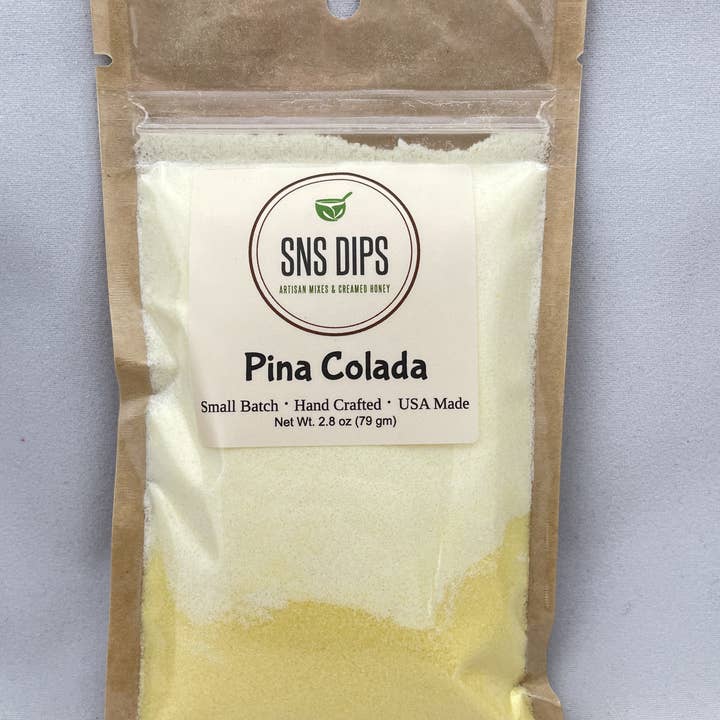 SNS DIPS
ARTISAN MIXES & CREAMED HONEY
Pina Colada
Small Batch · Hand Crafted · USA Made
Net Wt. 2.8 oz (79 gm)